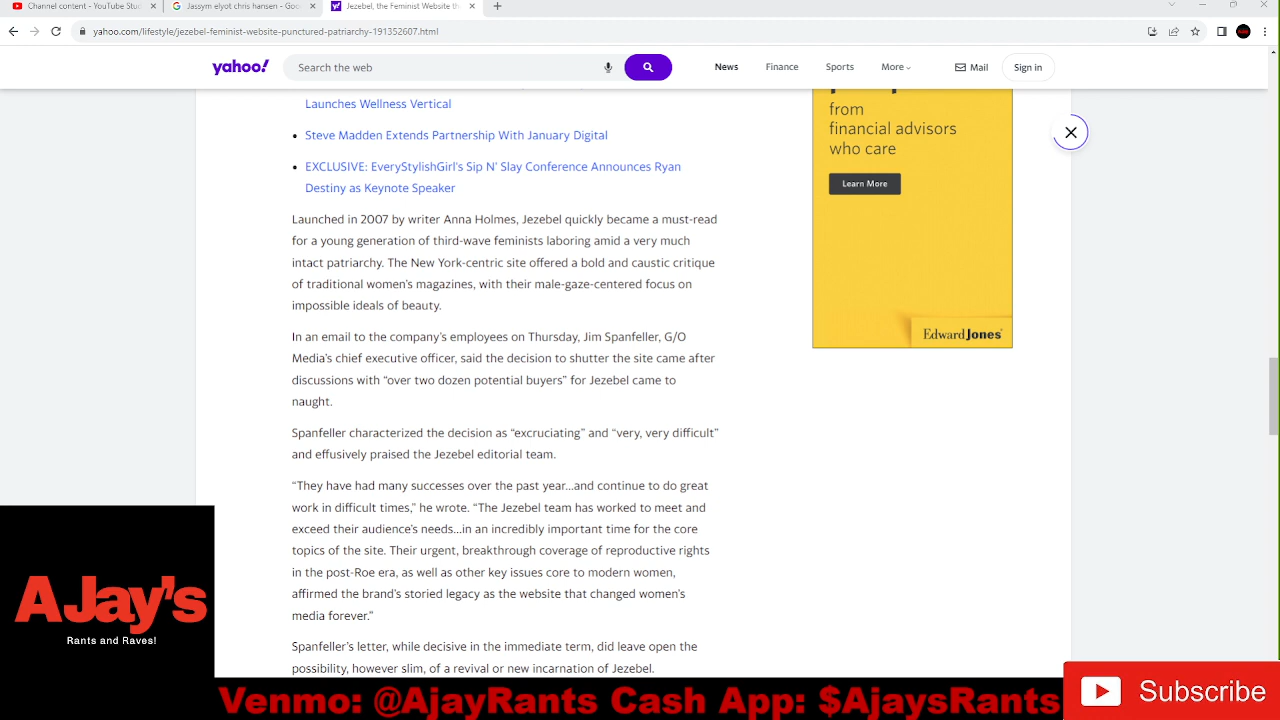 Channel content - YouTube Stud
Jassym elyot chris hansen - Goo
Jezebel, the Feminist Website th
yahoo.com/lifestyle/jezebel-feminist-website-punctured-patriarchy-191352607.html
yahoo!
Search the web
News
Finance
Sports
More
Mail
Sign in
Launches Wellness Vertical
• Steve Madden Extends Partnership With January Digital
• EXCLUSIVE: EveryStylishGirl's Sip N' Slay Conference Announces Ryan
Destiny as Keynote Speaker
Launched in 2007 by writer Anna Holmes, Jezebel quickly became a must-read
for a young generation of third-wave feminists laboring amid a very much
intact patriarchy. The New York-centric site offered a bold and caustic critique
of traditional women's magazines, with their male-gaze-centered focus on
impossible ideals of beauty.
In an email to the company's employees on Thursday, Jim Spanfeller, G/O
Media's chief executive officer, said the decision to shutter the site came after
discussions with “over two dozen potential buyers” for Jezebel came to
naught.
Spanfeller characterized the decision as “excruciating” and “very, very difficult”
and effusively praised the Jezebel editorial team.
“They have had many successes over the past year...and continue to do great
work in difficult times,” he wrote. “The Jezebel team has worked to meet and
exceed their audience's needs...in an incredibly important time for the core
topics of the site. Their urgent, breakthrough coverage of reproductive rights
in the post-Roe era, as well as other key issues core to modern women,
affirmed the brand's storied legacy as the website that changed women's
media forever.”
Spanfeller's letter, while decisive in the immediate term, did leave open the
possibility, however slim, of a revival or new incarnation of Jezebel.
from
financial advisors
who care
Learn More
Edward Jones
AJay's
Rants and Raves!
Venmo: @AjayRants Cash App: $AjaysRants
Subscribe